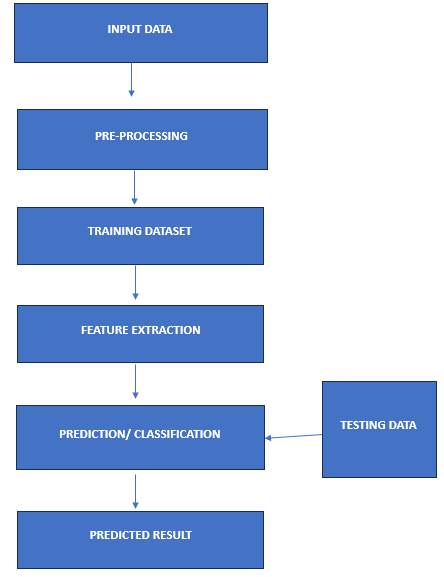 INPUT DATA
PRE-PROCESSING
TRAINING DATASET
FEATURE EXTRACTION
PREDICTION/ CLASSIFICATION
TESTING DATA
PREDICTED RESULT